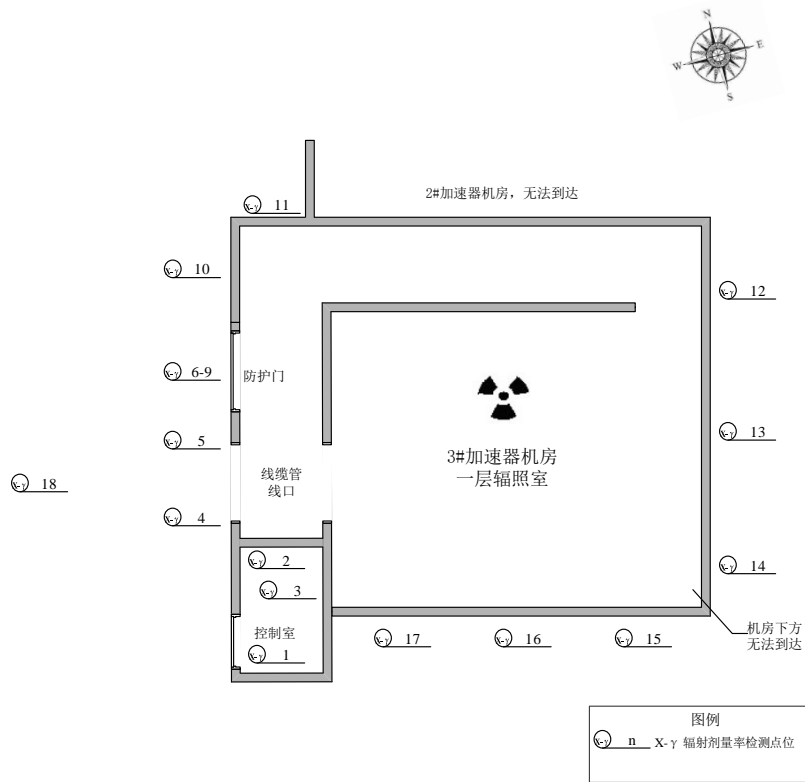 N
W E
S
2#加速器机房，无法到达
X-γ 11
X-γ 10
X-γ 12
X-γ 6-9 防护门
X-γ 5
X-γ 13
3#加速器机房
一层辐照室
线缆管
线口
X-γ 18
X-γ 4
X-γ 2
X-γ 14
X-γ 3
控制室
X-γ 1
X-γ 17
X-γ 16
X-γ 15
机房下方
无法到达
图例
X-γ n X-γ 辐射剂量率检测点位